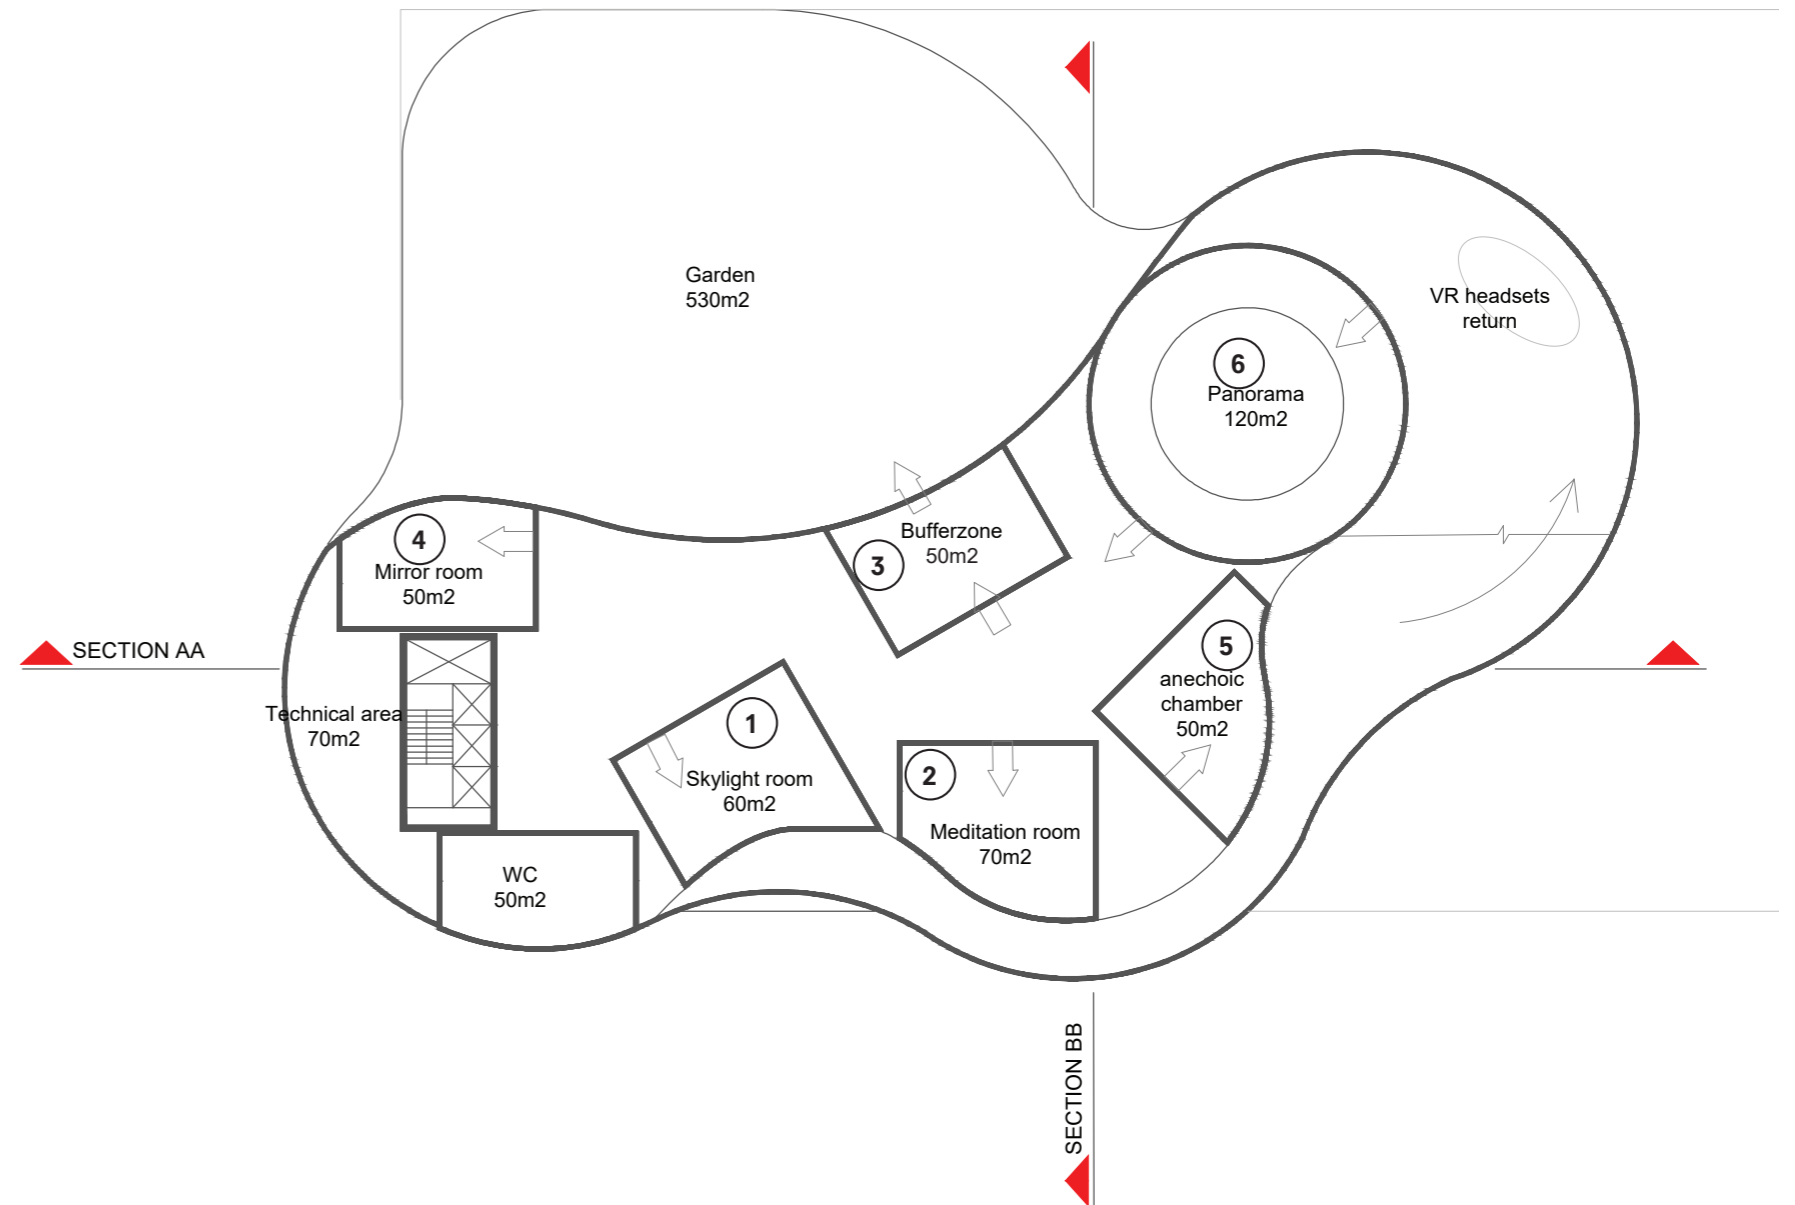 Garden
530m2
VR headsets
return
6
Panorama
120m2
4
Mirror room
50m2
Bufferzone
50m2
3
SECTION AA
5
anechoic
chamber
50m2
Technical area
70m2
1
Skylight room
60m2
2
Meditation room
70m2
WC
50m2
SECTION BB